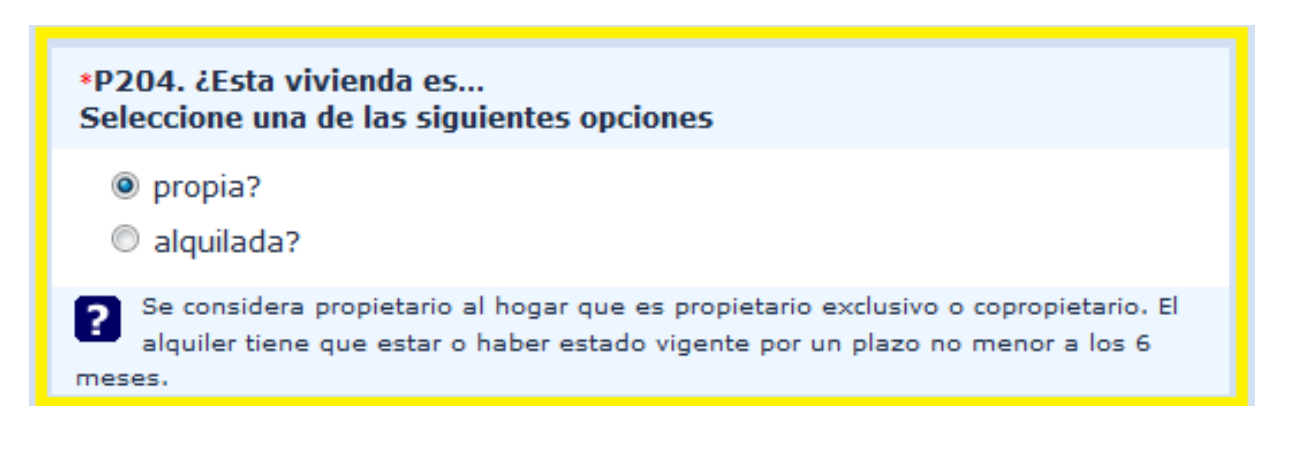 *P204. ¿Esta vivienda es...
Seleccione una de las siguientes opciones
propia?
alquilada?
? Se considera propietario al hogar que es propietario exclusivo o copropietario. El
alquiler tiene que estar o haber estado vigente por un plazo no menor a los 6
meses.